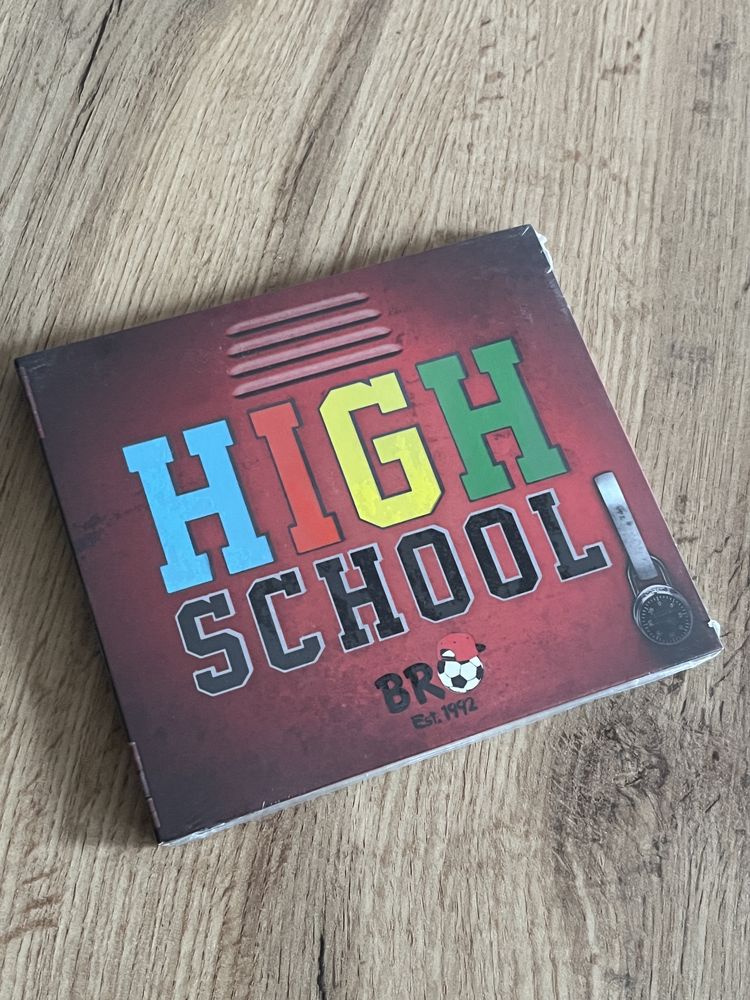 HIGH
SCHOOL
BRO
Est. 1992